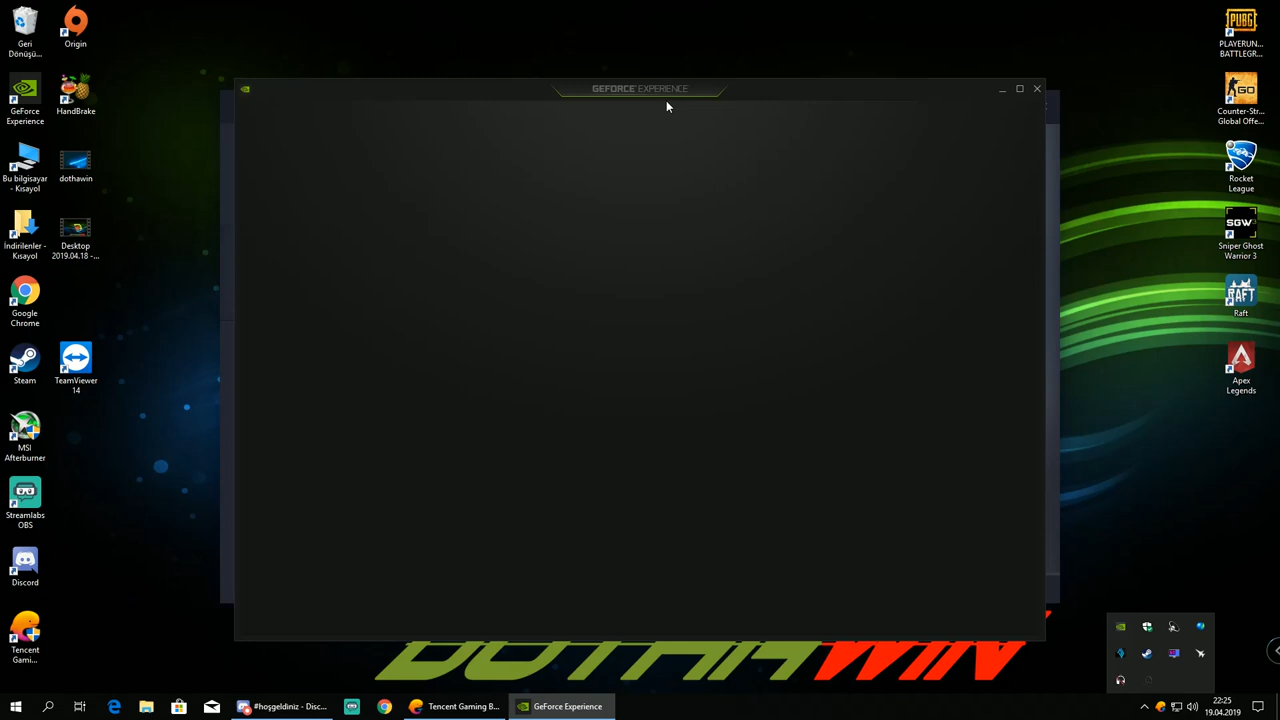 Geri
Dönüşü...
Origin
GeForce
Experience
HandBrake
Bu bilgisayar
- Kısayol
dothawin
İndirilenler -
Kısayol
Desktop
2019.04.18 -...
Google
Chrome
Steam
TeamViewer
14
MSI
Afterburner
Streamlabs
OBS
Discord
Tencent
Gami...
GEFORCE EXPERIENCE
PUBG
PLAYERUN...
BATTLEGR...
GO
Counter-Str...
Global Offe...
Rocket
League
SGW3
Sniper Ghost
Warrior 3
RAFT
Raft
Apex
Legends
DOTHAWIN
#hoşgeldiniz - Disc...
Tencent Gaming B...
GeForce Experience
22:25
19.04.2019